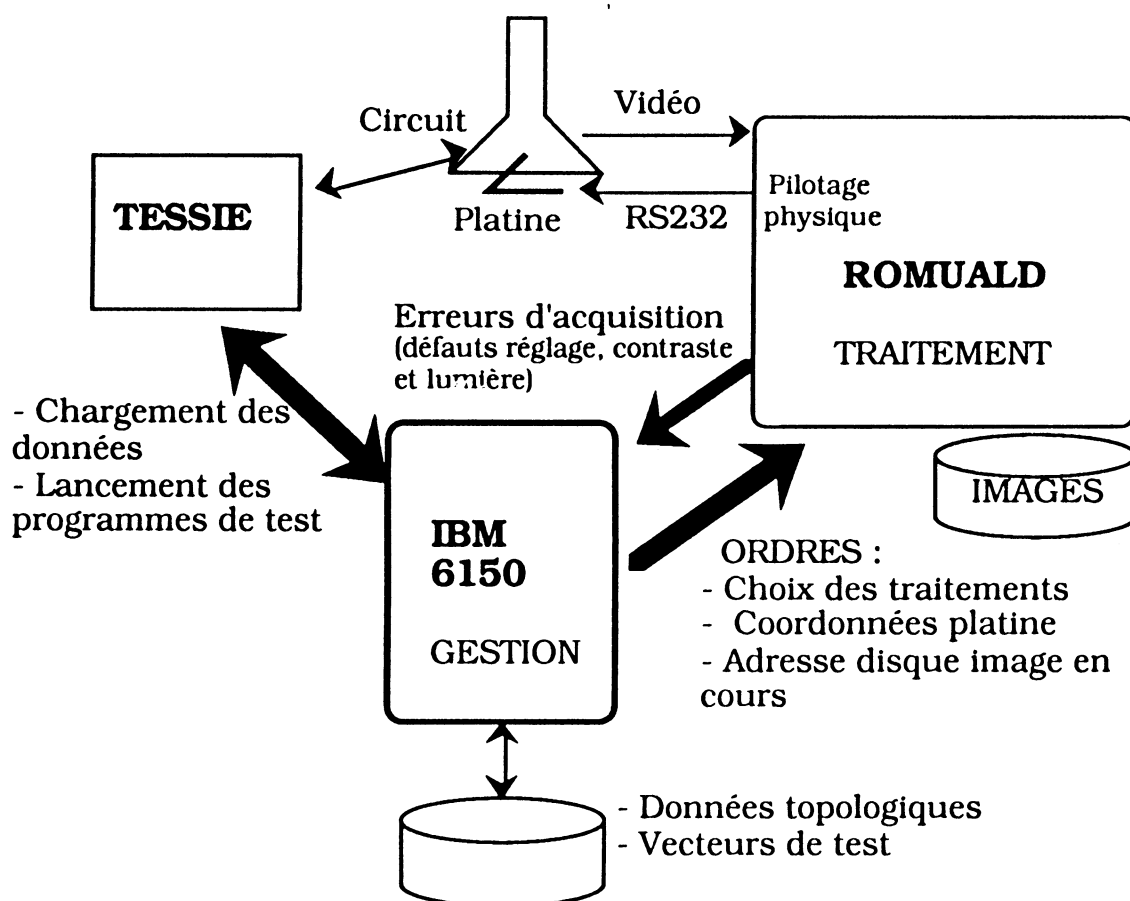 Circuit
Vidéo
TESSIE
Platine
RS232
Pilotage
physique
ROMUALD
TRAITEMENT
IMAGES
Erreurs d'acquisition
(défauts réglage, contraste
et lumière)
- Chargement des
données
- Lancement des
programmes de test
IBM
6150
GESTION
ORDRES :
- Choix des traitements
- Coordonnées platine
- Adresse disque image en
cours
- Données topologiques
- Vecteurs de test